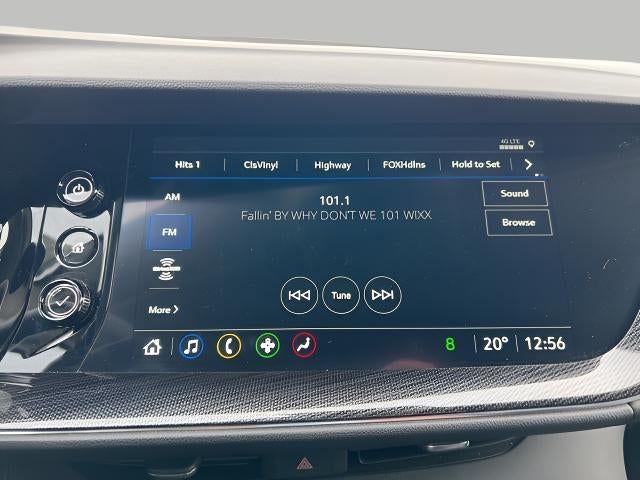 4G LTE
Hits 1 ClsVinyl Highway FOXHdlns Hold to Set
AM
101.1
Sound
Fallin' BY WHY DON'T WE 101 WIXX
FM
Browse
Tune
More
8 20° 12:56